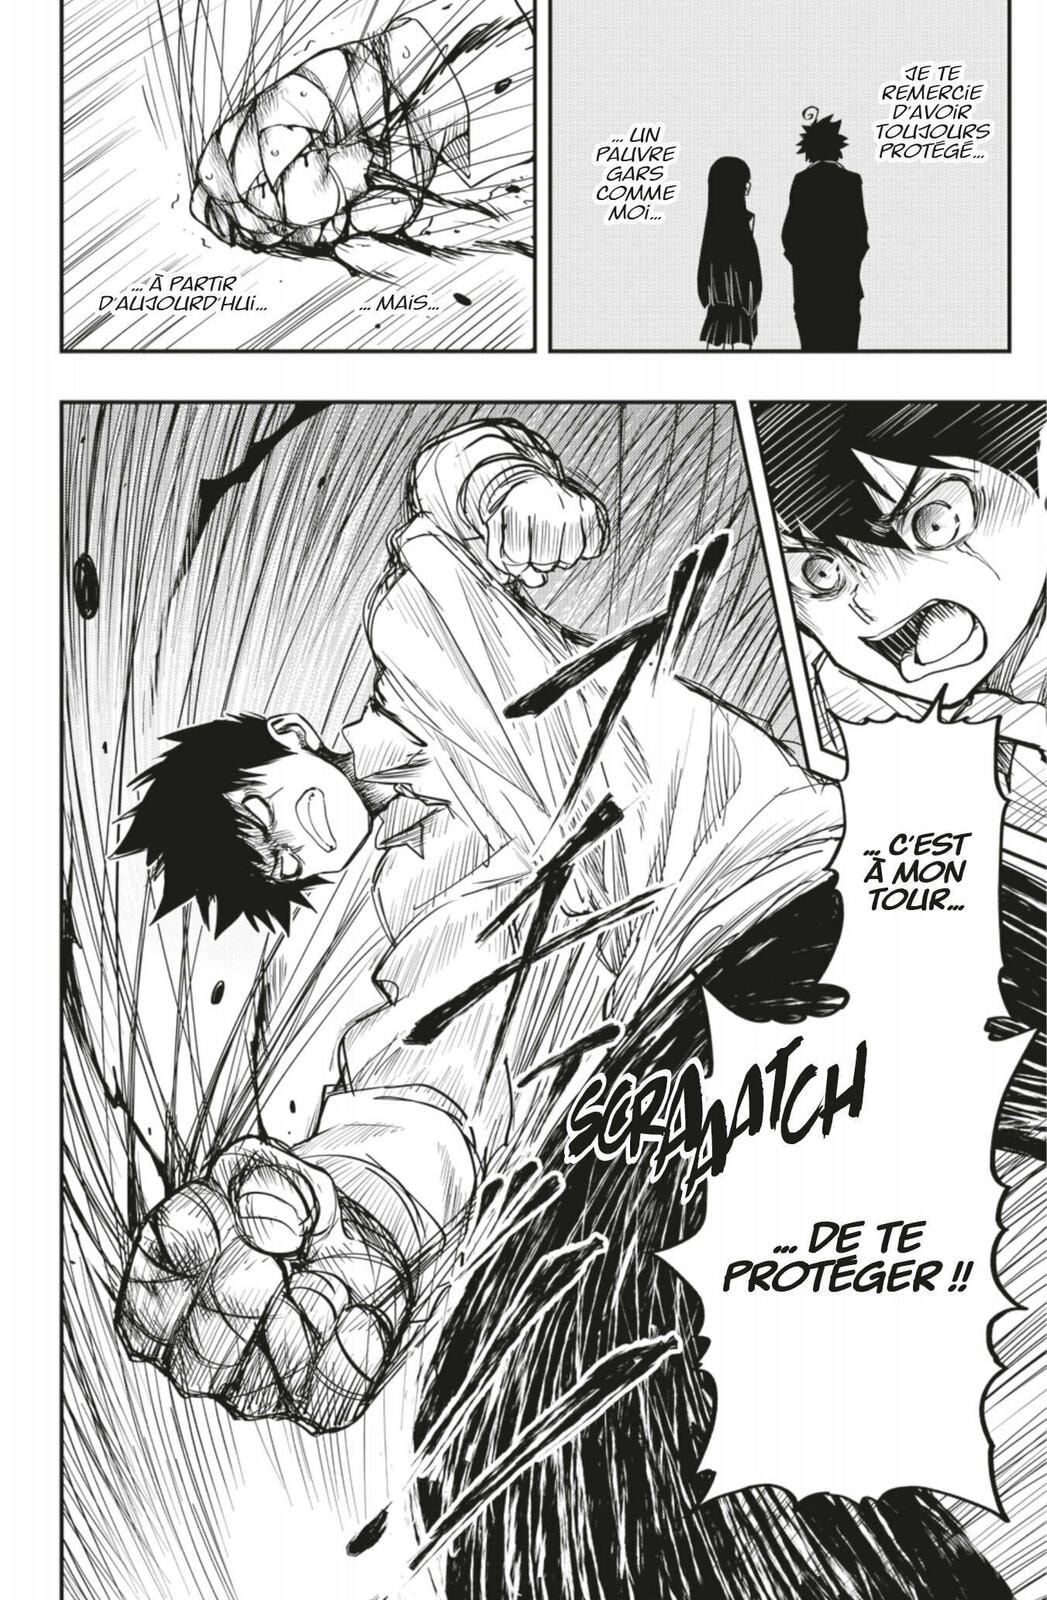 JE TE
REMERCIE
D'AVOIR
TOUJOURS
PROTÉGÉ...
... UN
PAUVRE
GARS
COMME
MOI...
... MAIS...
... À PARTIR
D'AUJOURD'HUI...
... C'EST
À MON
TOUR...
SCRAAAATCH
... DE TE
PROTÉGER !!